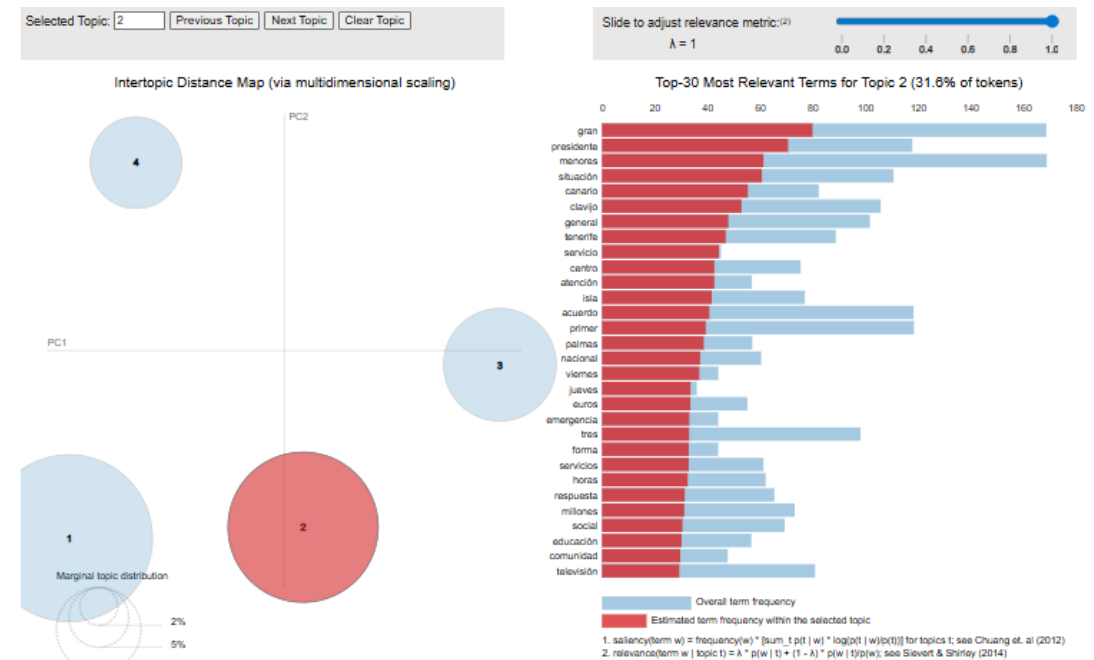 Selected Topic: 2 Previous Topic Next Topic Clear Topic
Slide to adjust relevance metric:(2)
λ = 1
0.0 0.2 0.4 0.6 0.8 1.0
Intertopic Distance Map (via multidimensional scaling)
PC2
PC1
4
3
1
2
Marginal topic distribution
2%
5%
Top-30 Most Relevant Terms for Topic 2 (31.6% of tokens)
0 20 40 60 80 100 120 140 160 180
gran
presidente
menores
situación
canario
clavijo
general
tenerife
servicio
centro
atención
isla
acuerdo
primer
palmas
nacional
viernes
jueves
euros
emergencia
tres
forma
servicios
horas
respuesta
millones
social
educación
comunidad
televisión
Overall term frequency
Estimated term frequency within the selected topic
1. saliency(term w) = frequency(w) * [sum_t p(t | w) * log(p(t | w)/p(t))] for topics t; see Chuang et. al (2012)
2. relevance(term w | topic t) = λ * p(w | t) + (1 - λ) * p(w | t)/p(w); see Sievert & Shirley (2014)